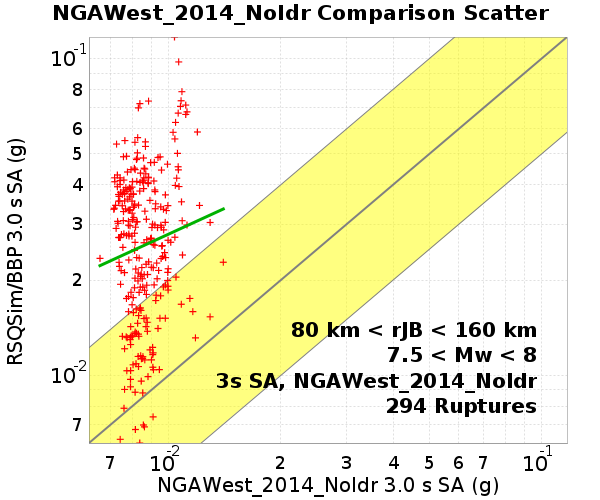 NGAWest_2014_NoIdr Comparison Scatter
RSQSim/BBP 3.0 s SA (g)
10-1
8
6
5
4
3
2
10-2
7
80 km < rJB < 160 km
7.5 < Mw < 8
3s SA, NGAWest_2014_NoIdr
294 Ruptures
7 10-2 2 3 4 5 6 7 10-1
NGAWest_2014_NoIdr 3.0 s SA (g)